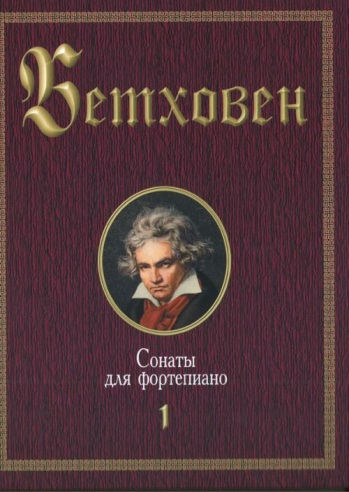 Бетховен
Сонаты
для фортепиано
1